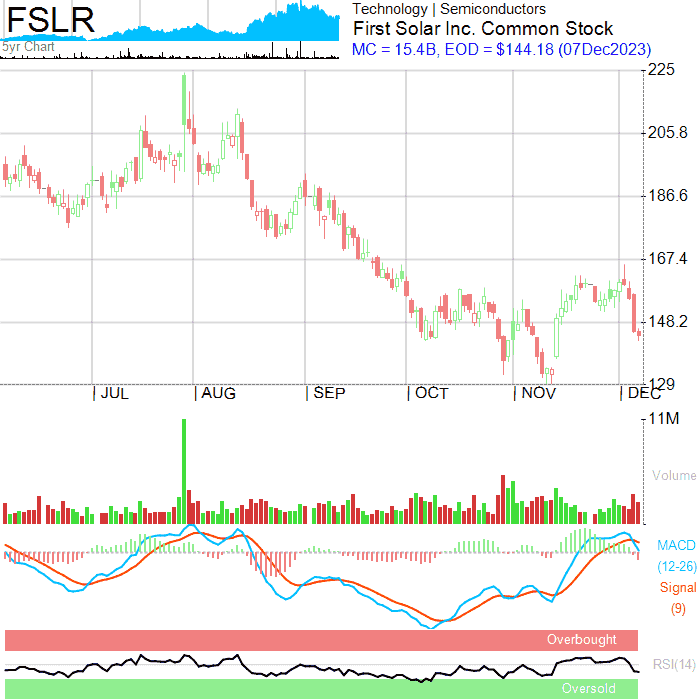 FSLR
5yr Chart
Technology | Semiconductors
First Solar Inc. Common Stock
MC = 15.4B, EOD = $144.18 (07Dec2023)
225
205.8
186.6
167.4
148.2
129
| JUL | AUG | SEP | OCT | NOV | DEC
11M
Volume
MACD
(12-26)
Signal
(9)
Overbought
RSI(14)
Oversold